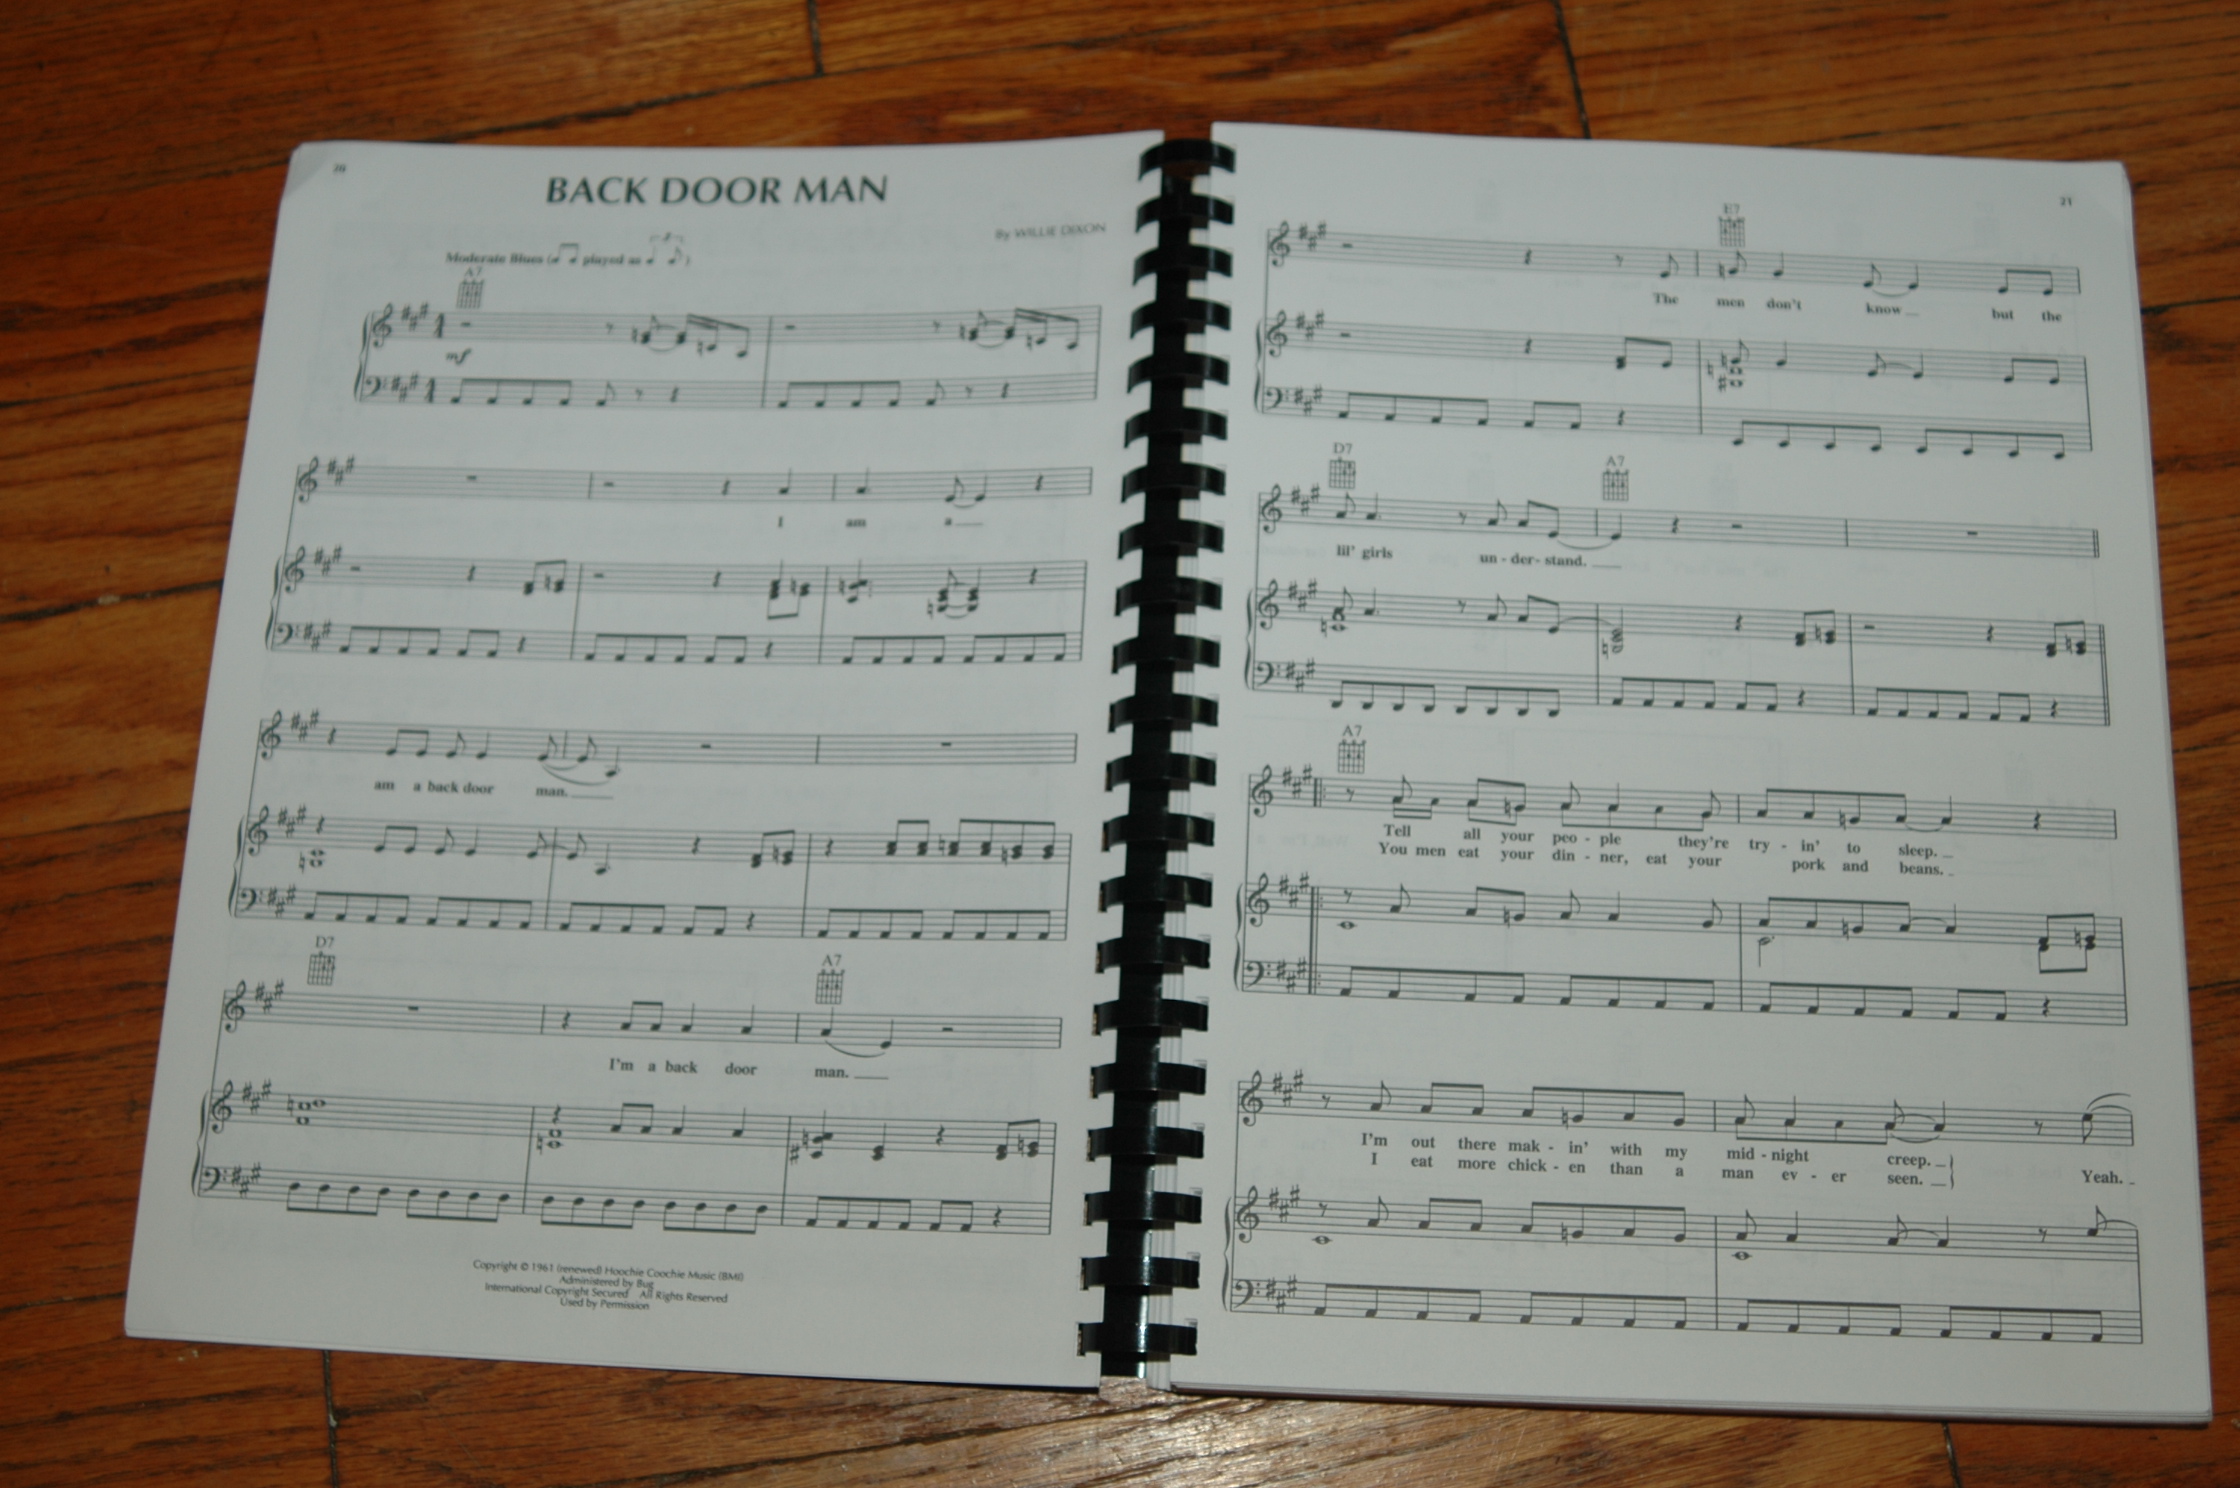 20
BACK DOOR MAN
By WILLIE DIXON
Moderate Blues ( played as 3 )
A7
4
4
mf
4
4
I am a
am a back door man.
D7 A7
I'm a back door man.
Copyright © 1961 (renewed) Hoochie Coochie Music (BMI)
Administered by Bug
International Copyright Secured All Rights Reserved
Used by Permission
21
E7
The men don't know but the
D7 A7
lil' girls un - der - stand.
A7
Tell all your peo - ple they're try - in' to sleep.
You men eat your din - ner, eat your pork and beans.
I'm out there mak - in' with my mid - night creep.
I eat more chick - en than a man ev - er seen. Yeah.